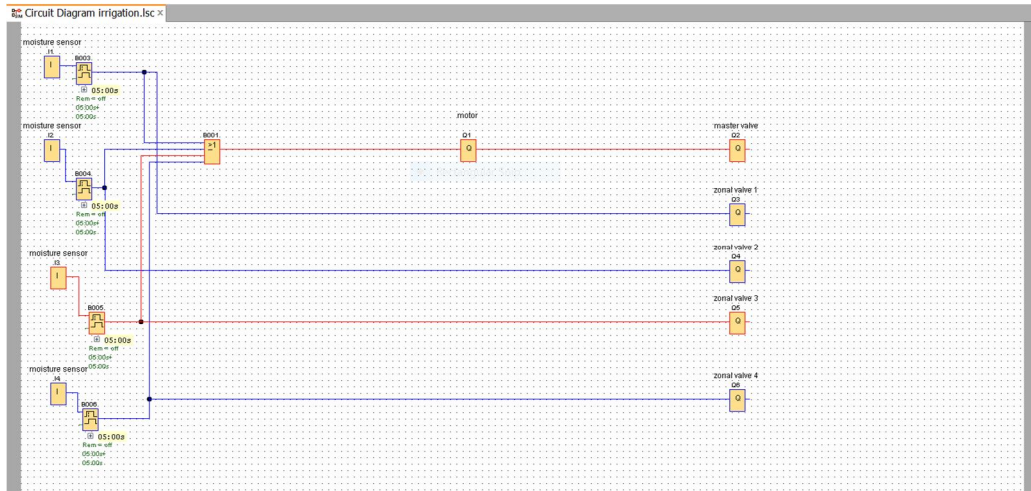 Circuit Diagram irrigation.lsc ×
moisture sensor
I1
I
B003
05:00s
Rem = off
05:00s+
05:00s
motor
moisture sensor
I2
I
B001
>1
Q1
Q
master valve
Q2
Q
B004
05:00s
Rem = off
05:00s+
05:00s
zonal valve 1
Q3
Q
zonal valve 2
Q4
Q
moisture sensor
I3
I
zonal valve 3
Q5
Q
B005
05:00s
Rem = off
05:00s+
05:00s
moisture sensor
I4
I
zonal valve 4
Q6
Q
B006
05:00s
Rem = off
05:00s+
05:00s